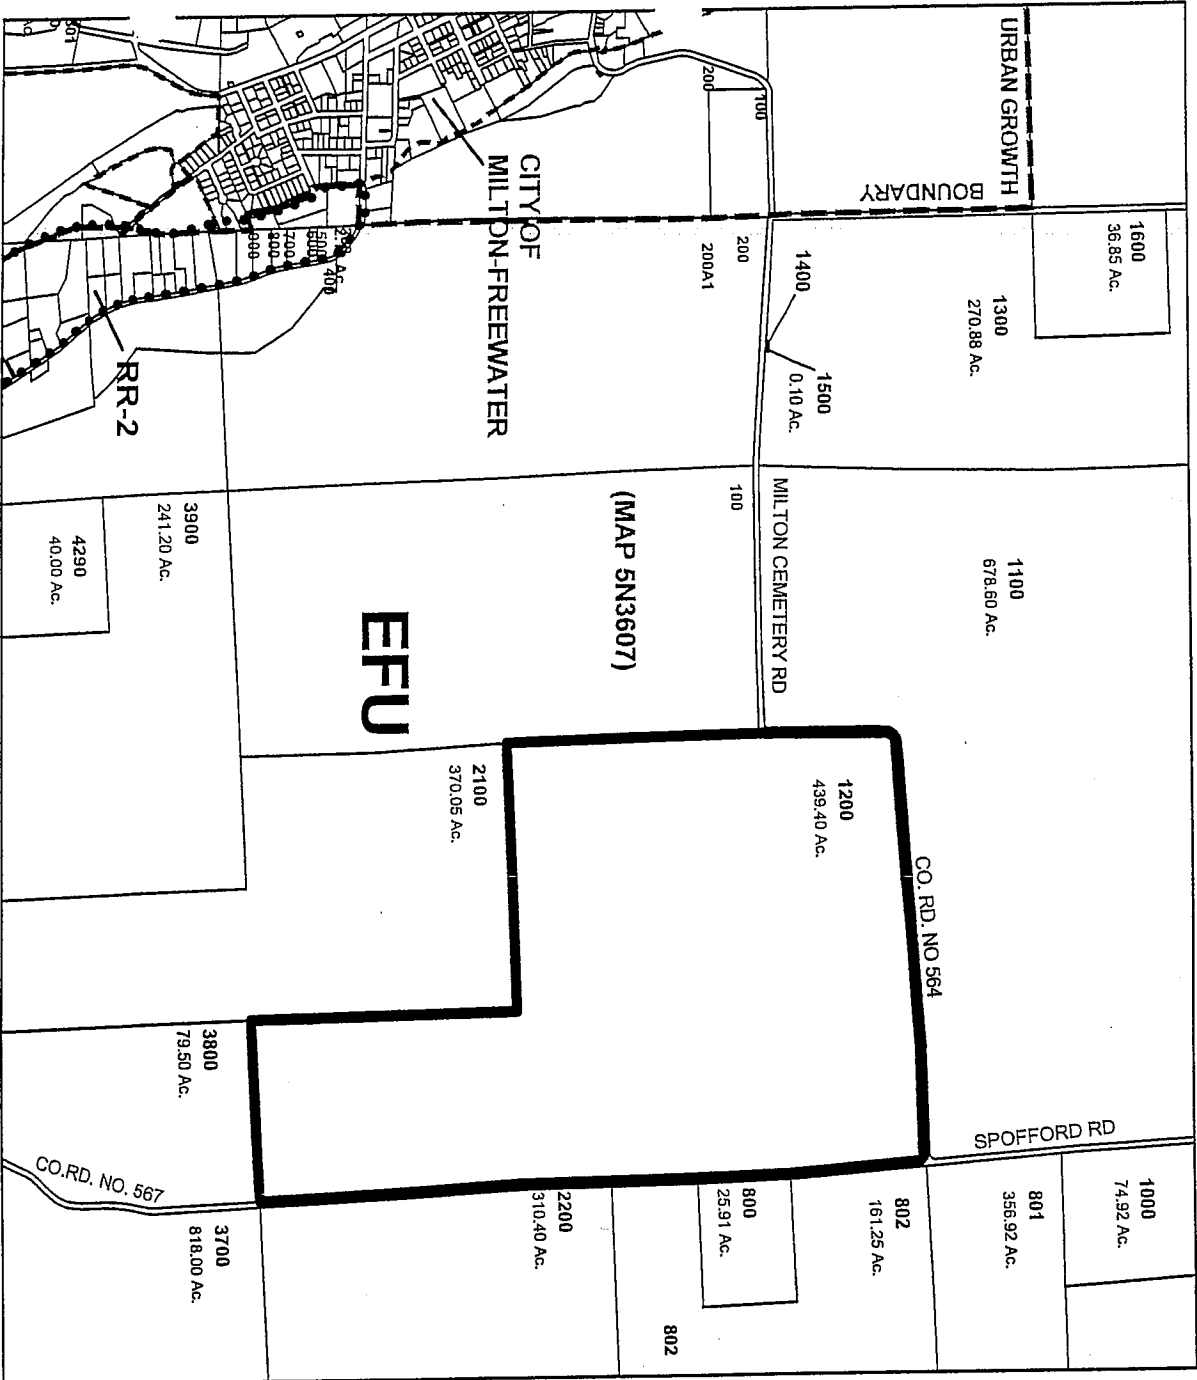 URBAN GROWTH
BOUNDARY
1600
36.85 Ac.
1300
270.88 Ac.
1400
1500
0.10 Ac.
100
200
200
200A1
CITY OF
MILTON-FREEWATER
RR-2
400
700
800
MILTON CEMETERY RD
100
(MAP 5N3607)
EFU
1100
678.60 Ac.
3900
241.20 Ac.
4290
40.00 Ac.
1200
439.40 Ac.
2100
370.05 Ac.
CO. RD. NO 564
SPOFFORD RD
1000
74.92 Ac.
801
356.92 Ac.
802
161.25 Ac.
800
25.91 Ac.
802
2200
310.40 Ac.
3800
79.50 Ac.
3700
818.00 Ac.
CO.RD. NO. 567